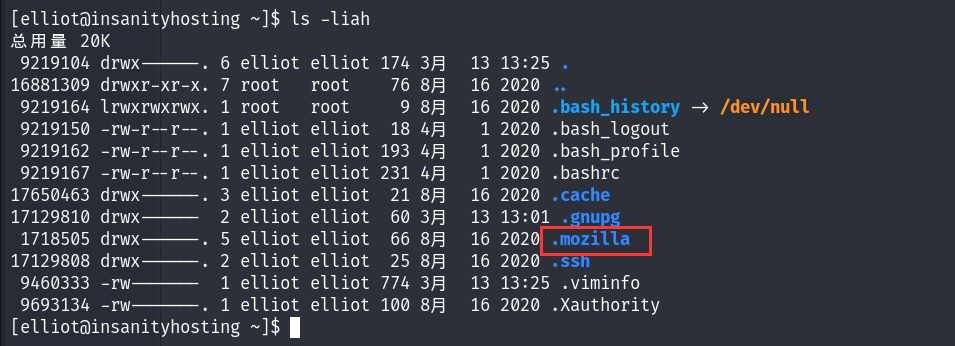 [elliot@insanityhosting ~]$ ls -liah
总用量 20K
 9219104 drwx------. 6 elliot elliot 174 3月  13 13:25 .
16881309 drwxr-xr-x. 7 root   root    76 8月  16 2020 ..
 9219164 lrwxrwxrwx. 1 root   root     9 8月  16 2020 .bash_history -> /dev/null
 9219150 -rw-r--r--. 1 elliot elliot  18 4月   1 2020 .bash_logout
 9219162 -rw-r--r--. 1 elliot elliot 193 4月   1 2020 .bash_profile
 9219167 -rw-r--r--. 1 elliot elliot 231 4月   1 2020 .bashrc
17650463 drwx------. 3 elliot elliot  21 8月  16 2020 .cache
17129810 drwx------  2 elliot elliot  60 3月  13 13:01 .gnupg
 1718505 drwx------. 5 elliot elliot  66 8月  16 2020 .mozilla
17129808 drwx------. 2 elliot elliot  25 8月  16 2020 .ssh
 9460333 -rw-------  1 elliot elliot 774 3月  13 13:25 .viminfo
 9693134 -rw-------. 1 elliot elliot 100 8月  16 2020 .Xauthority
[elliot@insanityhosting ~]$